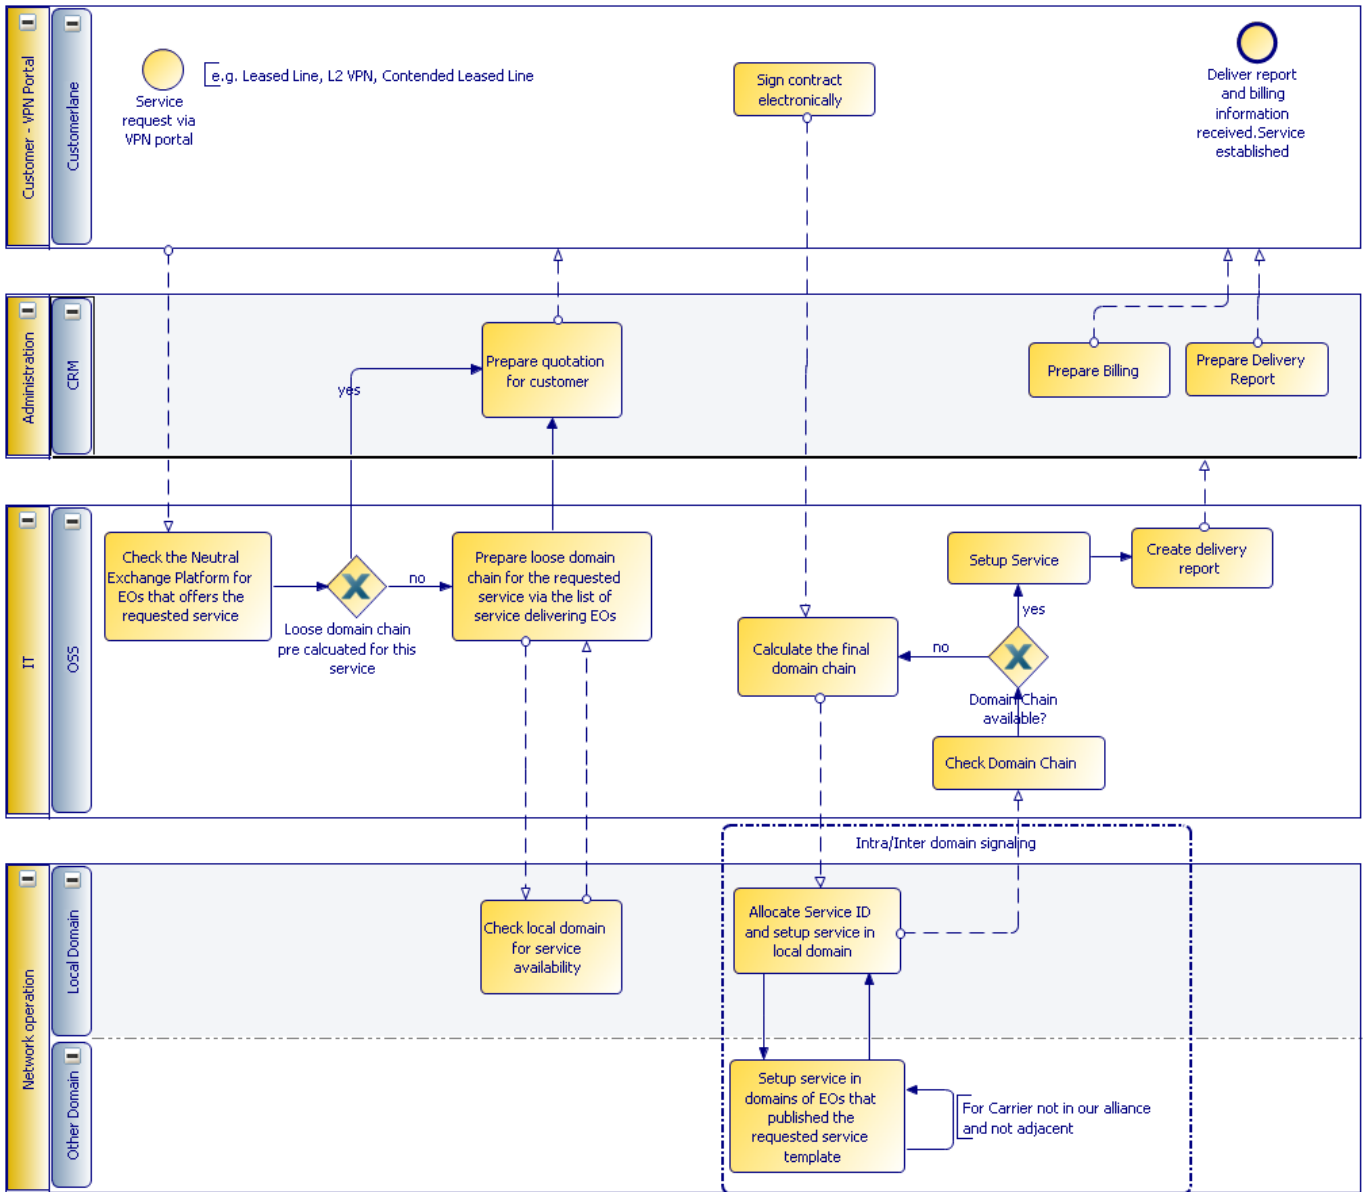 Customer - VPN Portal
Customerlane
Service
request via
VPN portal
e.g. Leased Line, L2 VPN, Contended Leased Line
Sign contract
electronically
Deliver report
and billing
information
received.Service
established
Administration
CRM
yes
Prepare quotation
for customer
Prepare Billing
Prepare Delivery
Report
IT
OSS
Check the Neutral
Exchange Platform for
EOs that offers the
requested service
Loose domain chain
pre calcuated for this
service
no
Prepare loose domain
chain for the requested
service via the list of
service delivering EOs
Calculate the final
domain chain
no
Setup Service
yes
Create delivery
report
Domain Chain
available?
Check Domain Chain
Intra/Inter domain signaling
Network operation
Local Domain
Check local domain
for service
availability
Allocate Service ID
and setup service in
local domain
Other Domain
Setup service in
domains of EOs that
published the
requested service
template
For Carrier not in our alliance
and not adjacent